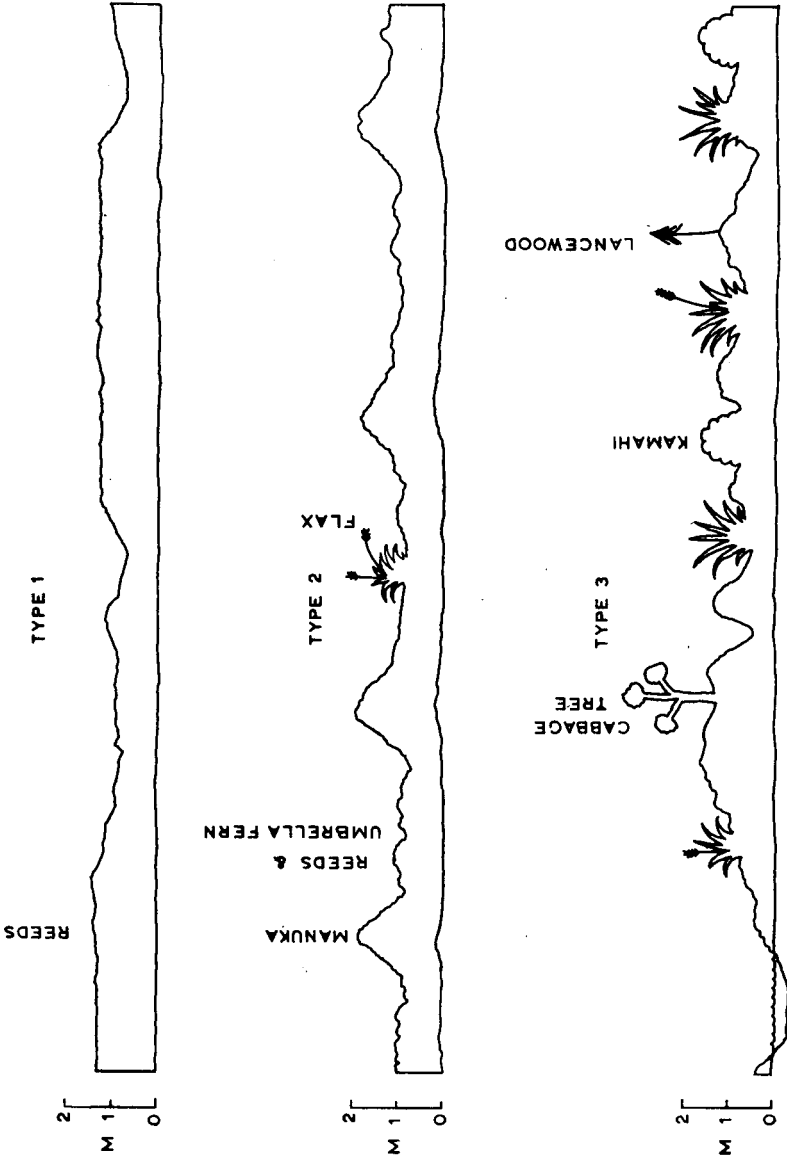 TYPE 1
REEDS
2
M 1
0
TYPE 2
MANUKA
REEDS &
UMBRELLA FERN
FLAX
2
M 1
0
TYPE 3
CABBAGE
TREE
KAMAHI
LANCEWOOD
2
M 1
0